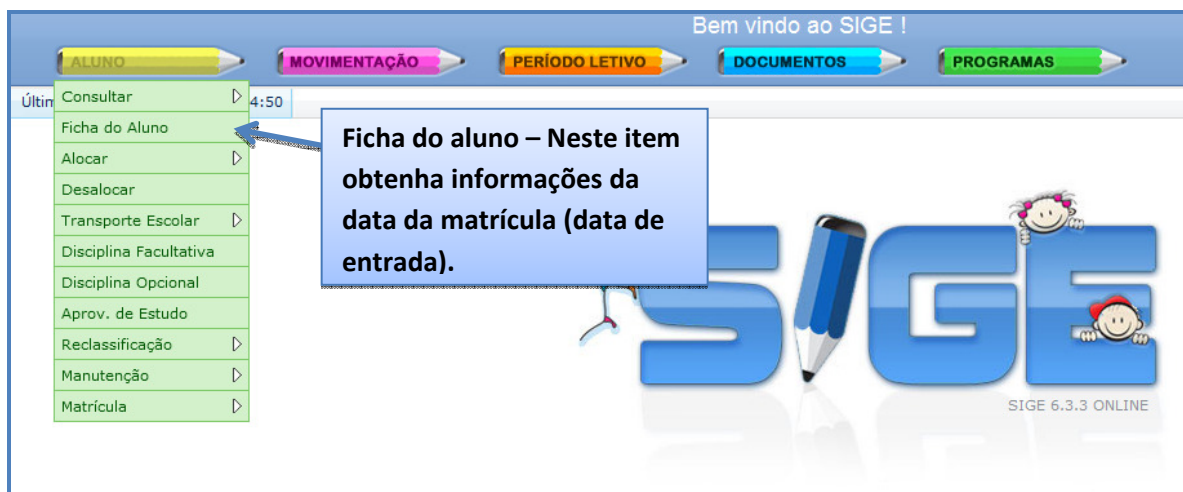 Bem vindo ao SIGE !
ALUNO
MOVIMENTAÇÃO
PERÍODO LETIVO
DOCUMENTOS
PROGRAMAS
Últim
4:50
Consultar
Ficha do Aluno
Alocar
Desalocar
Transporte Escolar
Disciplina Facultativa
Disciplina Opcional
Aprov. de Estudo
Reclassificação
Manutenção
Matrícula
Ficha do aluno – Neste item
obtenha informações da
data da matrícula (data de
entrada).
SIGE
SIGE 6.3.3 ONLINE